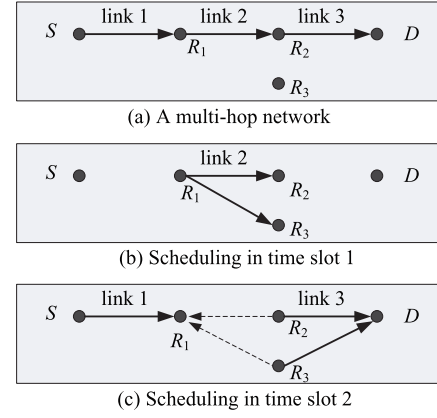 link 1 link 2 link 3
S R1 R2 D
R3
(a) A multi-hop network
link 2
S R1 R2 D
R3
(b) Scheduling in time slot 1
link 1 link 3
S R1 R2 D
R3
(c) Scheduling in time slot 2